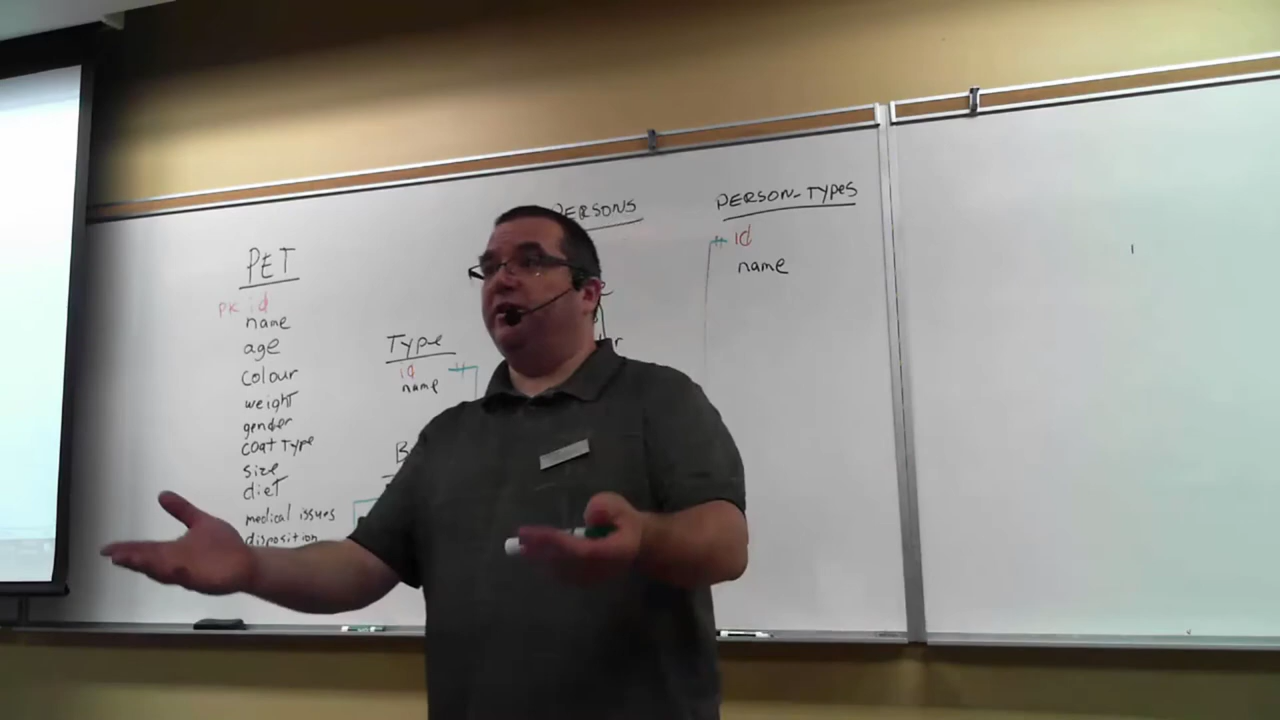 PET
PK id
name
age
colour
weight
gender
coat Type
size
diet
medical issues
disposition
Type
id
name
PERSONS
PERSON-TYPES
id
name